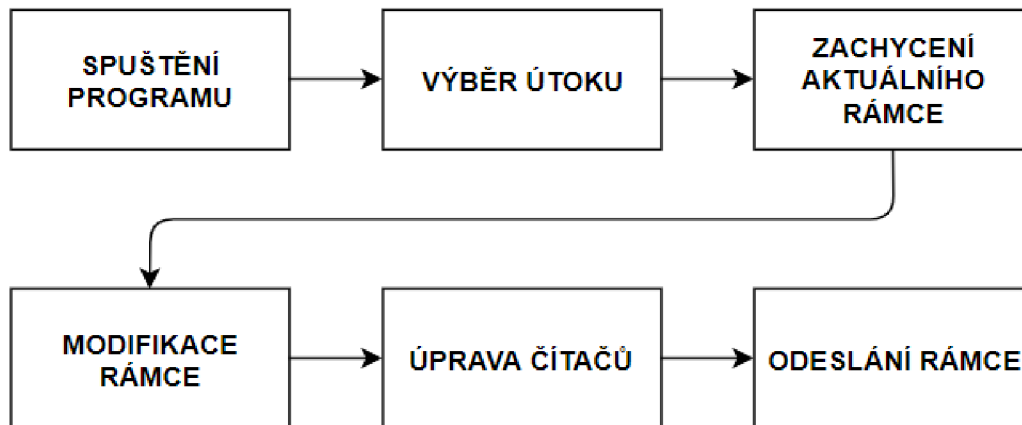 SPUŠTĚNÍ
PROGRAMU
VÝBĚR ÚTOKU
ZACHYCENÍ
AKTUÁLNÍHO
RÁMCE
MODIFIKACE
RÁMCE
ÚPRAVA ČÍTAČŮ
ODESLÁNÍ RÁMCE